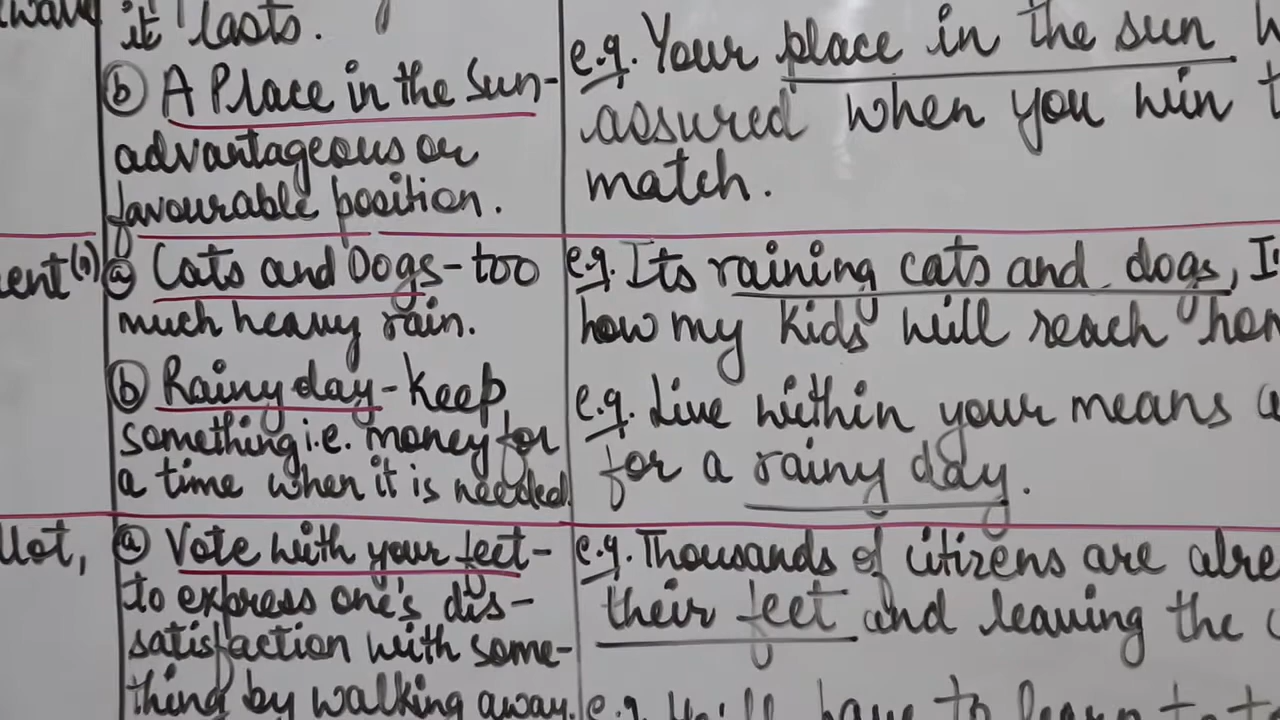 it lasts.
ⓑ A Place in the Sun-
advantageous or
favourable position.
e.g. Your place in the sun
assured when you win
match.
ⓐ Cats and Dogs-too
much heavy rain.
ⓑ Rainy day-keep
something i.e. money for
a time when it is needed.
e.g. Its raining cats and dogs,
how my kids will reach
e.g. Live within your means
for a rainy day.
ⓐ Vote with your feet-
to express one's dis-
satisfaction with some-
thing by walking away.
e.g. Thousands of citizens are
their feet and leaving the
e.g. have to learn to